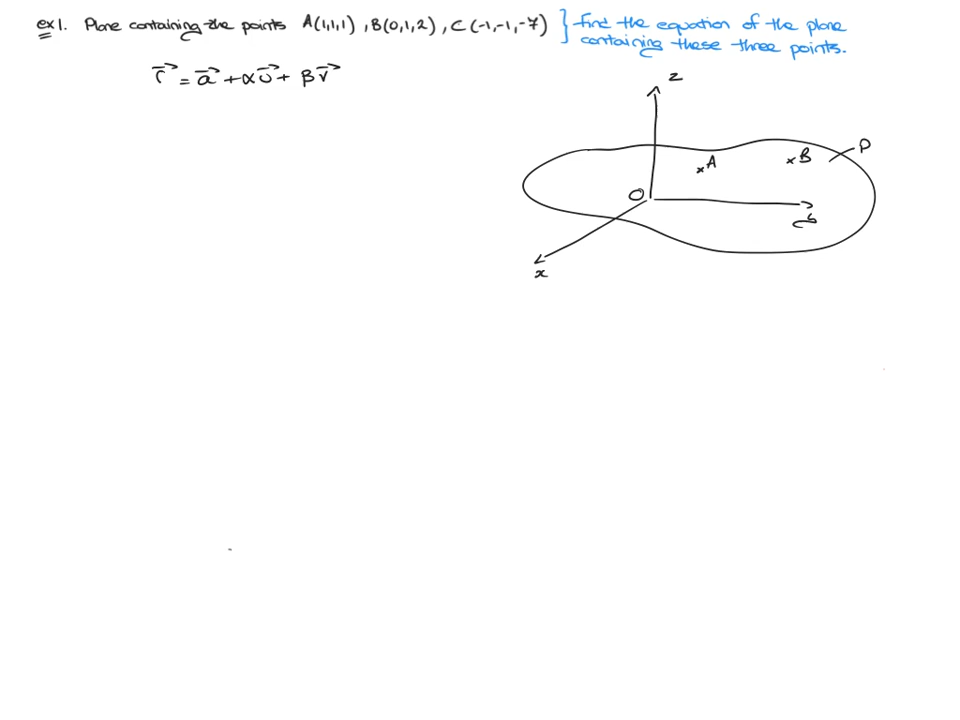 ex1. Plane containing the points A(1,1,1), B(0,1,2), C(-1,-1,-7) } Find the equation of the plane
containing these three points.
r⃗ = a⃗ + αu⃗ + βv⃗
z
A
B
P
O
y
x